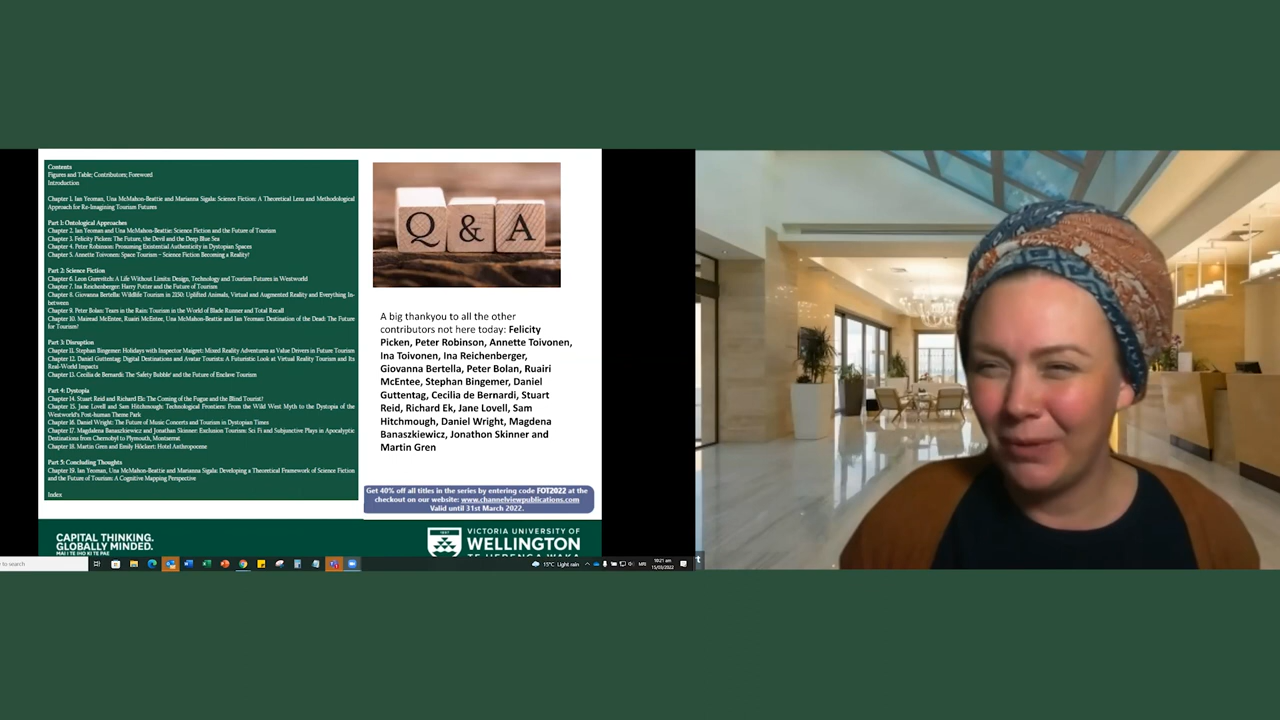 Contents
Figures and Table; Contributors; Foreword
Introduction
Chapter 1. Ian Yeoman, Una McMahon-Beattie and Marianna Sigala: Science Fiction: A Theoretical Lens and Methodological
Approach for Re-Imagining Tourism Futures
Part 1: Ontological Approaches
Chapter 2. Ian Yeoman and Una McMahon-Beattie: Science Fiction and the Future of Tourism
Chapter 3. Felicity Picken: The Future, the Devil and the Deep Blue Sea
Chapter 4. Peter Robinson: Presuming Existential Authenticity in Dystopian Spaces
Chapter 5. Annette Toivonen: Space Tourism – Science Fiction Becoming a Reality!
Part 2: Science Fiction
Chapter 6. Leon Gurevitch: A Life Without Limits: Design, Technology and Tourism Futures in Westworld
Chapter 7. Ina Reichenberger: Harry Potter and the Future of Tourism
Chapter 8. Giovanna Bertella: Wildlife Tourism in 2150: Uplifted Animals, Virtual and Augmented Reality and Everything In-
between
Chapter 9. Peter Bolan: Tears in the Rain: Tourism in the World of Blade Runner and Total Recall
Chapter 10. Mairead McEntee, Ruairi McEntee, Una McMahon-Beattie and Ian Yeoman: Destination of the Dead: The Future
for Tourism!
Part 3: Disruption
Chapter 11. Stephan Bingemer: Holidays with Inspector Maigret: Mixed Reality Adventures as Value Drivers in Future Tourism
Chapter 12. Daniel Guttentag: Digital Destinations and Avatar Tourists: A Futuristic Look at Virtual Reality Tourism and Its
Real-World Impacts
Chapter 13. Cecilia de Bernardi: The 'Safety Bubble' and the Future of Enclave Tourism
Part 4: Dystopia
Chapter 14. Stuart Reid and Richard Ek: The Coming of the Fogue and the Blind Tourist?
Chapter 15. Jane Lovell and Sam Hitchmough: Technological Frontiers: From the Wild West Myth to the Dystopia of the
Westworld's Post-human Theme Park
Chapter 16. Daniel Wright: The Future of Music Concerts and Tourism in Dystopian Times
Chapter 17. Magdalena Banaszkiewicz and Jonathan Skinner: Exclusion Tourism: Sci Fi and Subjunctive Plays in Apocalyptic
Destinations from Chernobyl to Plymouth, Montserrat
Chapter 18. Martin Gren and Emily Höckert: Hotel Anthropocene
Part 5: Concluding Thoughts
Chapter 19. Ian Yeoman, Una McMahon-Beattie and Marianna Sigala: Developing a Theoretical Framework of Science Fiction
and the Future of Tourism: A Cognitive Mapping Perspective
Index
Q & A
A big thankyou to all the other
contributors not here today: Felicity
Picken, Peter Robinson, Annette Toivonen,
Ina Toivonen, Ina Reichenberger,
Giovanna Bertella, Peter Bolan, Ruairi
McEntee, Stephan Bingemer, Daniel
Guttentag, Cecilia de Bernardi, Stuart
Reid, Richard Ek, Jane Lovell, Sam
Hitchmough, Daniel Wright, Magdena
Banaszkiewicz, Jonathon Skinner and
Martin Gren
Get 40% off all titles in the series by entering code FOT2022 at the
checkout on our website: www.channelviewpublications.com
Valid until 31st March 2022.
CAPITAL THINKING.
GLOBALLY MINDED.
MAI I TE IHO KI TE PAE
VICTORIA UNIVERSITY OF
WELLINGTON
TE HERENGA WAKA
to search
15°C Light rain
10:21 am
15/03/2022